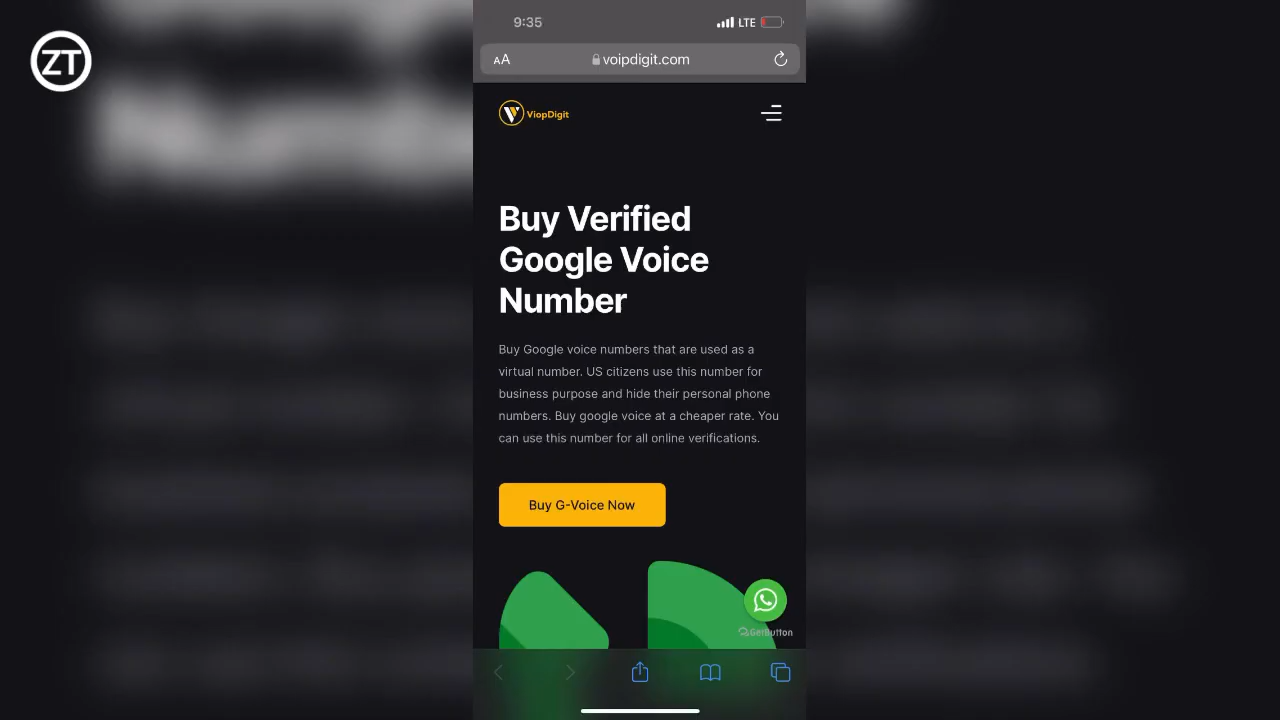 ZT
9:35
LTE
AA
voipdigit.com
ViopDigit
Buy Verified
Google Voice
Number
Buy Google voice numbers that are used as a
virtual number. US citizens use this number for
business purpose and hide their personal phone
numbers. Buy google voice at a cheaper rate. You
can use this number for all online verifications.
Buy G-Voice Now
GetButton